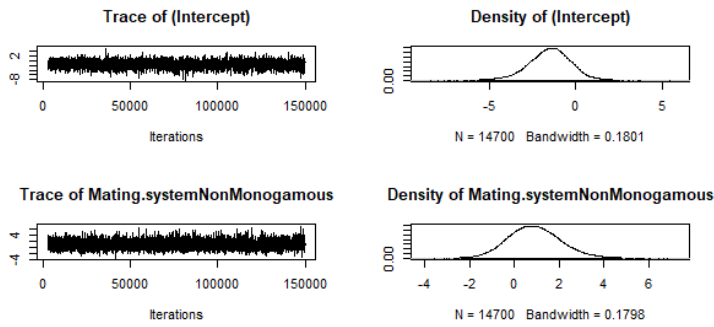 Trace of (Intercept)
2
-8
0 50000 100000 150000
Iterations
Density of (Intercept)
0.00
-5 0 5
N = 14700 Bandwidth = 0.1801
Trace of Mating.systemNonMonogamous
4
-4
0 50000 100000 150000
Iterations
Density of Mating.systemNonMonogamous
0.00
-4 -2 0 2 4 6
N = 14700 Bandwidth = 0.1798